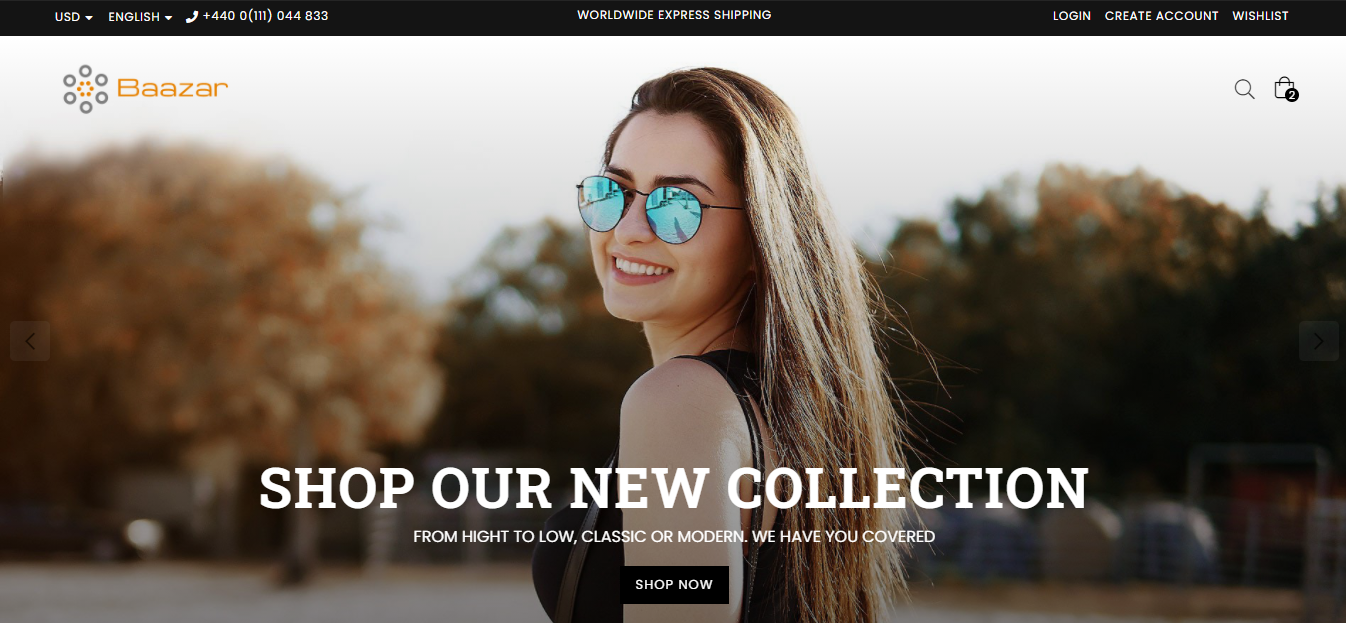 USD ENGLISH +440 0(111) 044 833 WORLDWIDE EXPRESS SHIPPING LOGIN CREATE ACCOUNT WISHLIST
Baazar
2
SHOP OUR NEW COLLECTION
FROM HIGHT TO LOW, CLASSIC OR MODERN. WE HAVE YOU COVERED
SHOP NOW